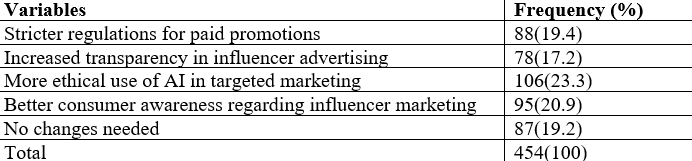 Variables Frequency (%)
Stricter regulations for paid promotions 88(19.4)
Increased transparency in influencer advertising 78(17.2)
More ethical use of AI in targeted marketing 106(23.3)
Better consumer awareness regarding influencer marketing 95(20.9)
No changes needed 87(19.2)
Total 454(100)